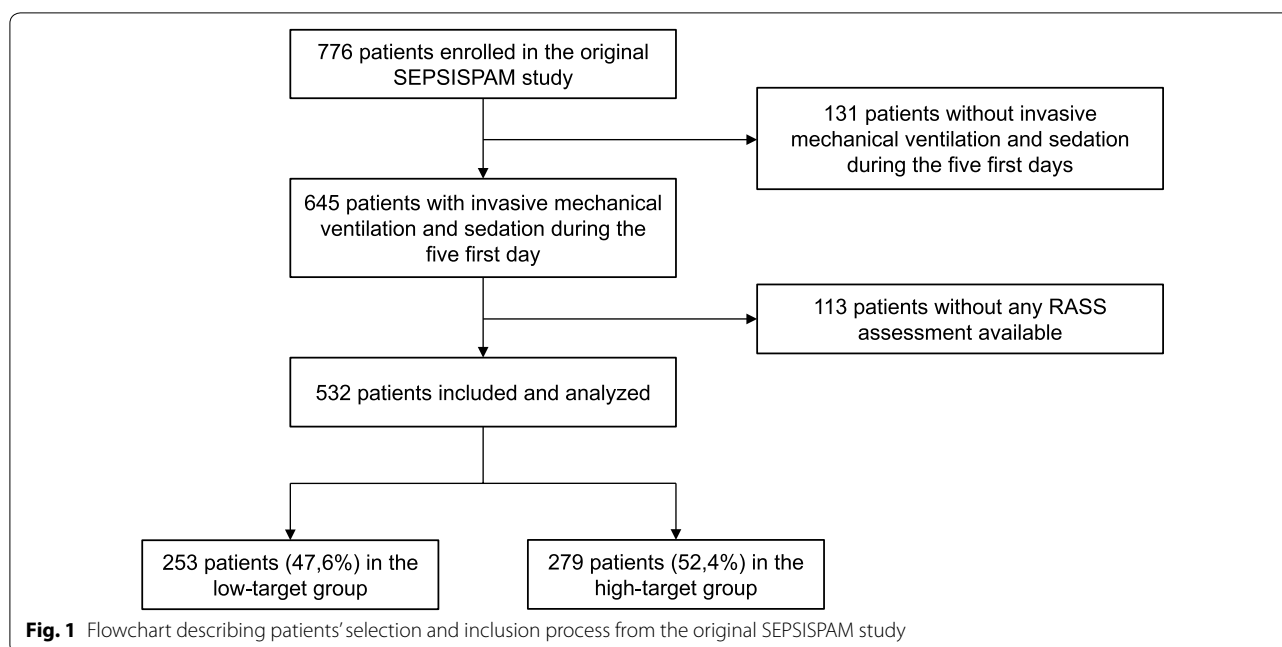 776 patients enrolled in the original
SEPSISPAM study
131 patients without invasive
mechanical ventilation and sedation
during the five first days
645 patients with invasive mechanical
ventilation and sedation during the
five first day
113 patients without any RASS
assessment available
532 patients included and analyzed
253 patients (47,6%) in the
low-target group
279 patients (52,4%) in the
high-target group
Fig. 1 Flowchart describing patients’ selection and inclusion process from the original SEPSISPAM study